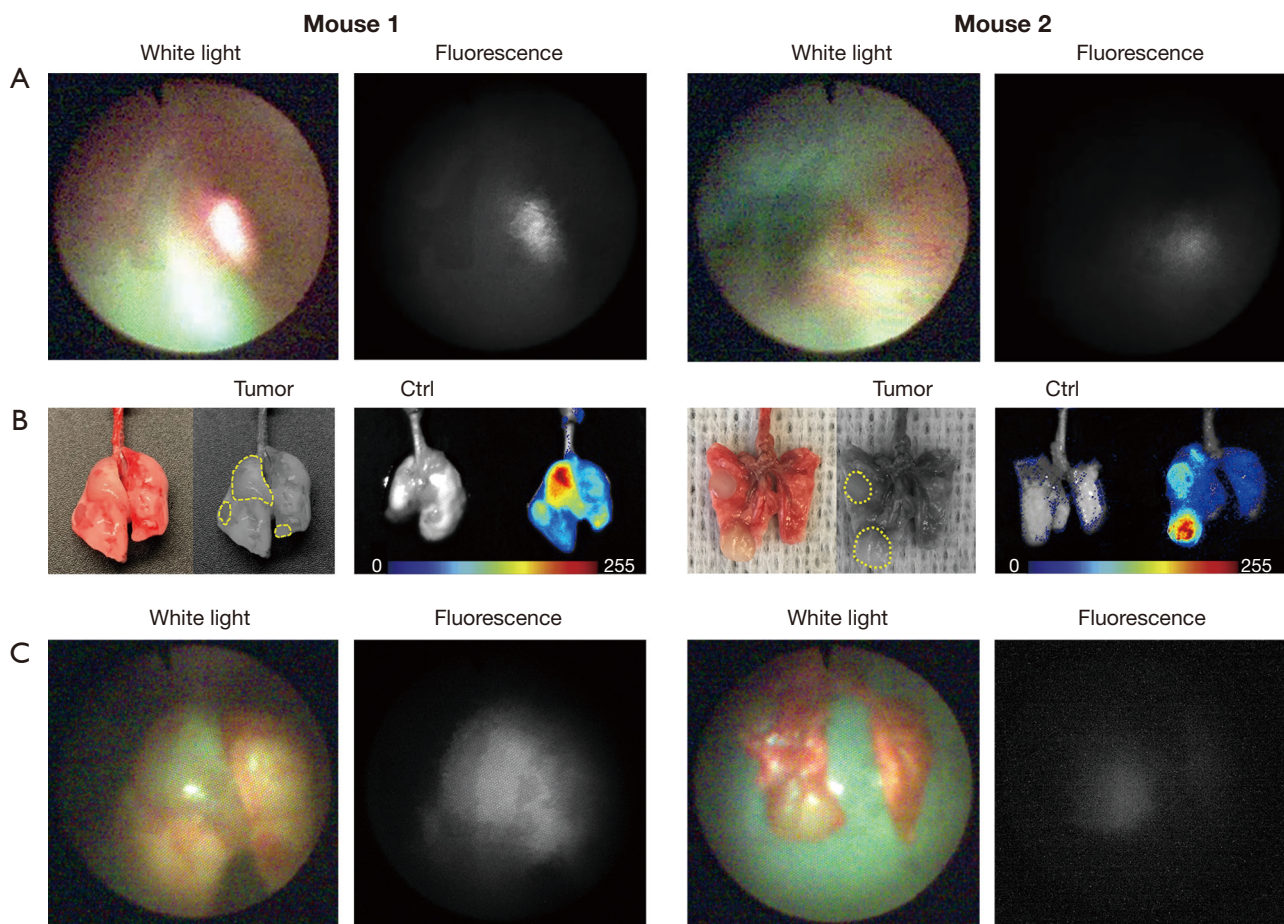 Mouse 1 Mouse 2
White light Fluorescence White light Fluorescence
A
Tumor Ctrl Tumor Ctrl
B
0 255 0 255
White light Fluorescence White light Fluorescence
C